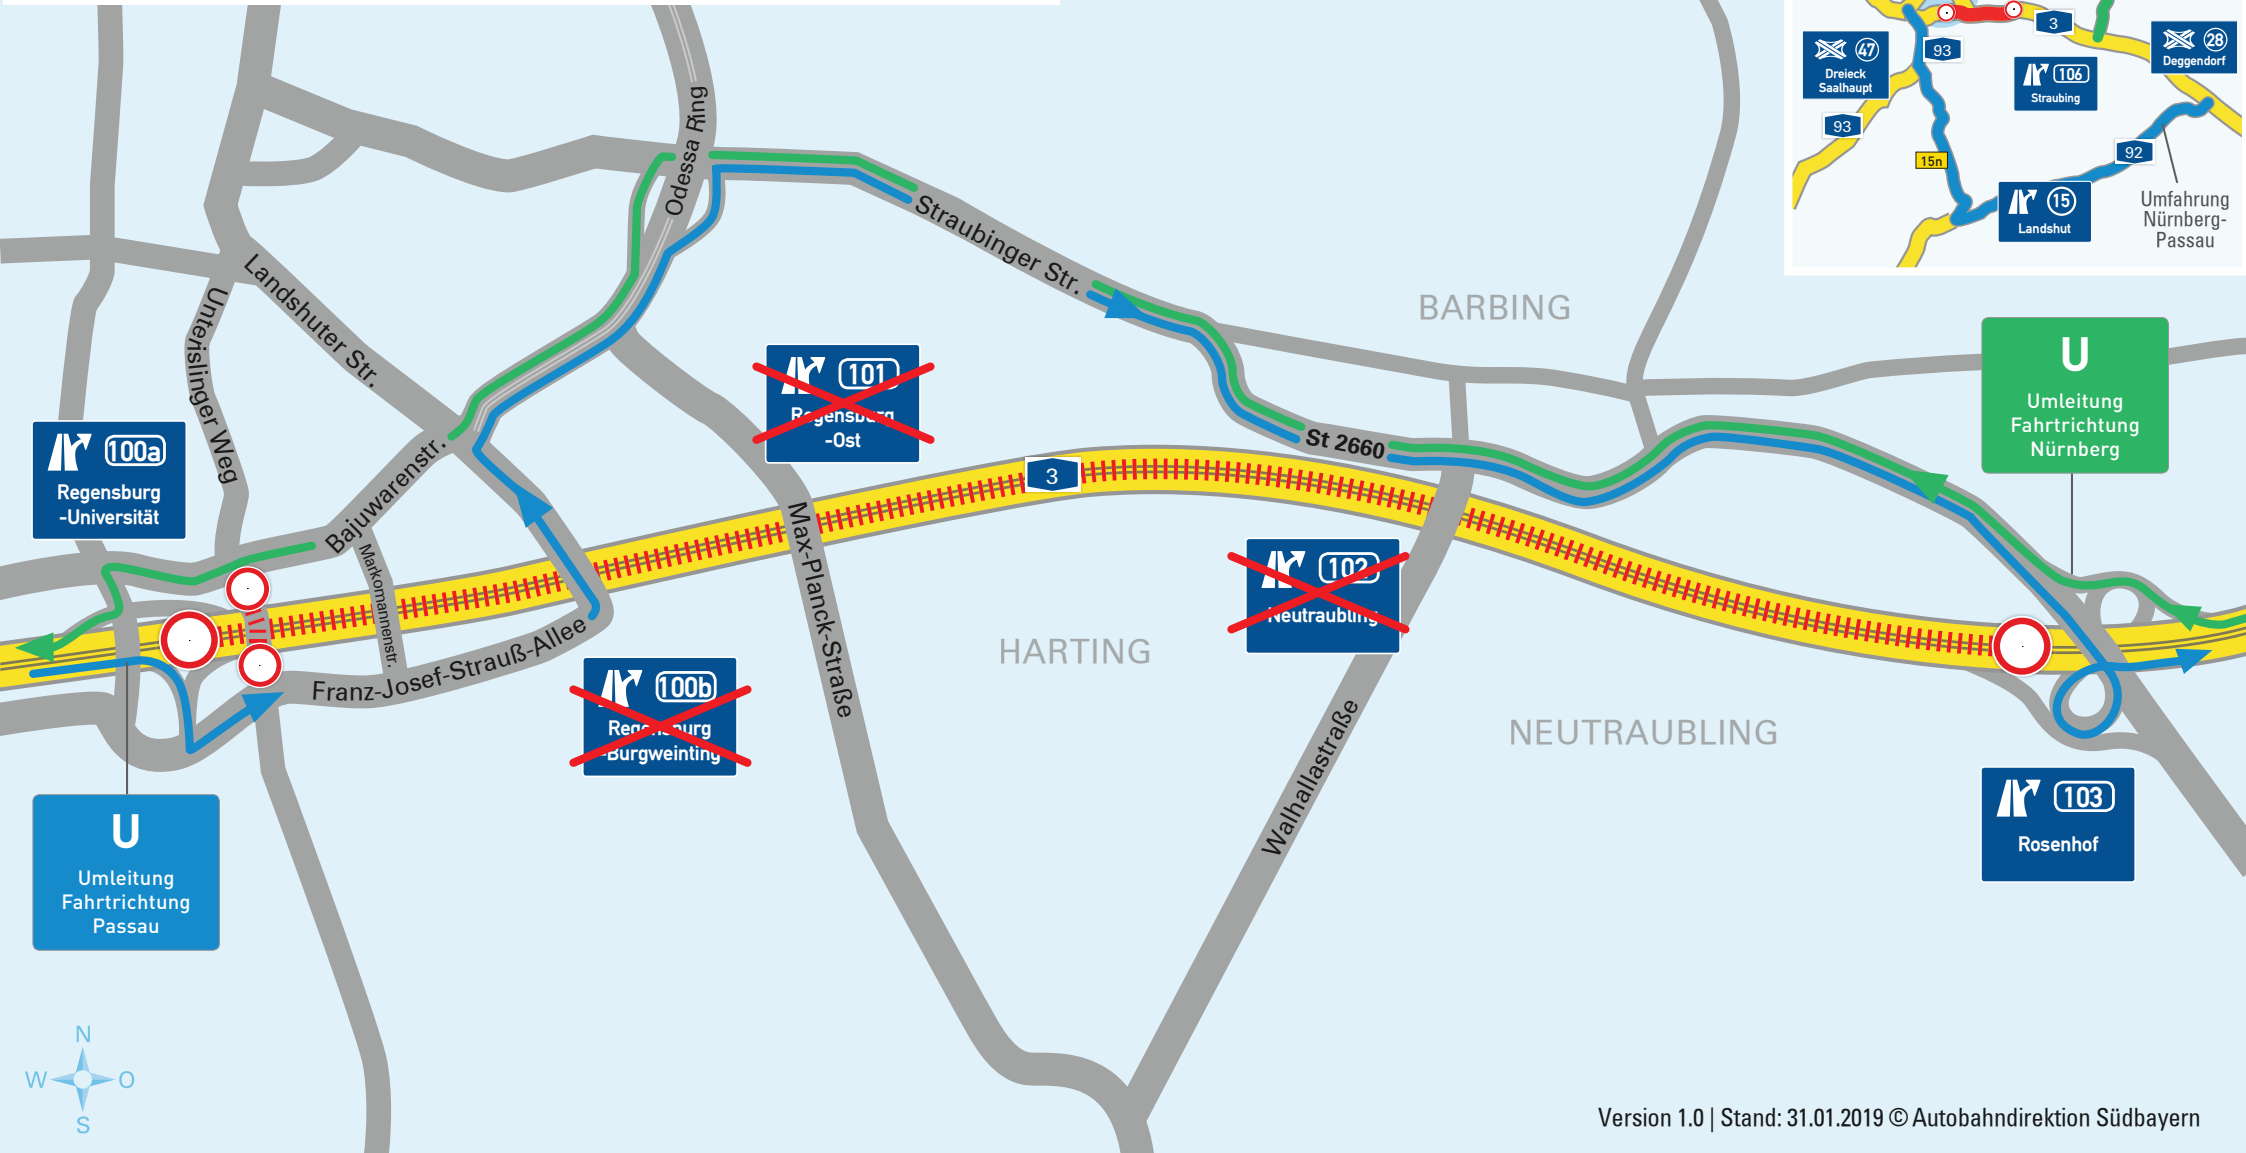 3
47
Dreieck
Saalhaupt
93
106
Straubing
28
Deggendorf
93
15n
92
15
Landshut
Umfahrung
Nürnberg-
Passau
Odessa Ring
Straubinger Str.
Landshuter Str.
Unterislinger Weg
BARBING
U
Umleitung
Fahrtrichtung
Nürnberg
101
Regensburg
-Ost
100a
Regensburg
-Universität
St 2660
3
Bajuwarenstr.
Markomannenstr.
Max-Planck-Straße
102
Neutraubling
HARTING
Franz-Josef-Strauß-Allee
100b
Regensburg
-Burgweinting
NEUTRAUBLING
Walhallastraße
103
Rosenhof
U
Umleitung
Fahrtrichtung
Passau
N
W
O
S
Version 1.0 | Stand: 31.01.2019 © Autobahndirektion Südbayern